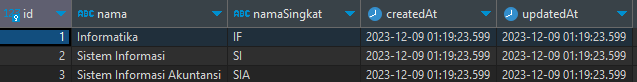 id ABC nama ABC namaSingkat createdAt updatedAt
1 Informatika IF 2023-12-09 01:19:23.599 2023-12-09 01:19:23.599
2 Sistem Informasi SI 2023-12-09 01:19:23.599 2023-12-09 01:19:23.599
3 Sistem Informasi Akuntansi SIA 2023-12-09 01:19:23.599 2023-12-09 01:19:23.599